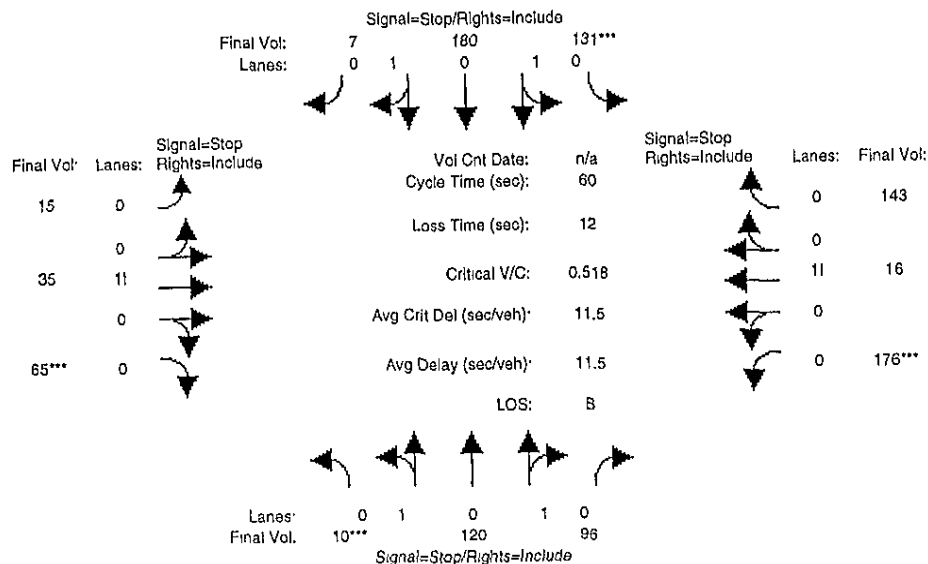 Signal=Stop/Rights=Include
Final Vol: 7 180 131***
Lanes: 0 1 0 1 0
Signal=Stop
Final Vol: Lanes: Rights=Include
Signal=Stop
Rights=Include Lanes: Final Vol:
Vol Cnt Date: n/a
Cycle Time (sec): 60
15 0
0 143
Loss Time (sec): 12
0
0
35 1!
Critical V/C: 0.518
1! 16
0
Avg Crit Del (sec/veh): 11.5
0
65*** 0
Avg Delay (sec/veh): 11.5
0 176***
LOS: B
Lanes: 0 1 0 1 0
Final Vol. 10*** 120 96
Signal=Stop/Rights=Include